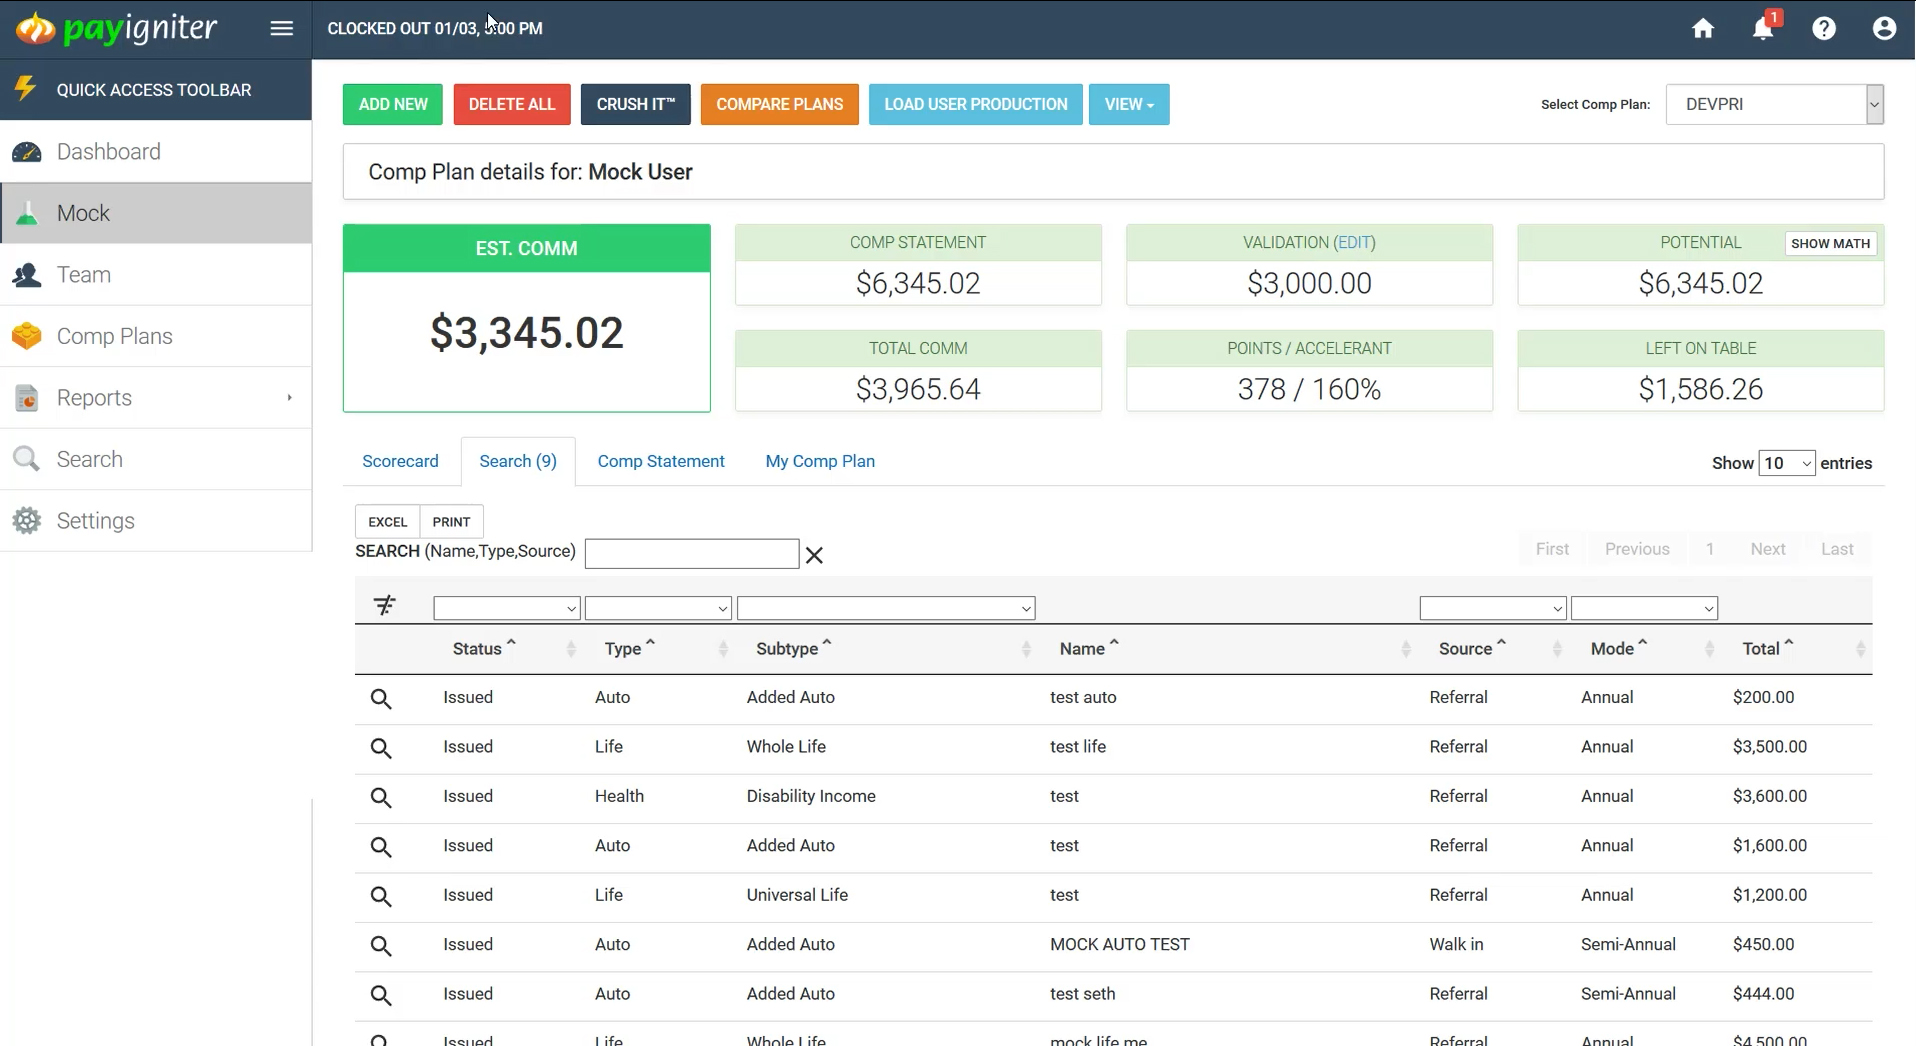 payigniter
CLOCKED OUT 01/03, 5:00 PM
1
QUICK ACCESS TOOLBAR
Dashboard
Mock
Team
Comp Plans
Reports
Search
Settings
ADD NEW DELETE ALL CRUSH IT™ COMPARE PLANS LOAD USER PRODUCTION VIEW
Select Comp Plan: DEVPRI
Comp Plan details for: Mock User
EST. COMM
$3,345.02
COMP STATEMENT
$6,345.02
VALIDATION (EDIT)
$3,000.00
POTENTIAL SHOW MATH
$6,345.02
TOTAL COMM
$3,965.64
POINTS / ACCELERANT
378 / 160%
LEFT ON TABLE
$1,586.26
Scorecard Search (9) Comp Statement My Comp Plan
Show 10 entries
EXCEL PRINT
SEARCH (Name,Type,Source)
First Previous 1 Next Last
Status Type Subtype Name Source Mode Total
Issued Auto Added Auto test auto Referral Annual $200.00
Issued Life Whole Life test life Referral Annual $3,500.00
Issued Health Disability Income test Referral Annual $3,600.00
Issued Auto Added Auto test Referral Annual $1,600.00
Issued Life Universal Life test Referral Annual $1,200.00
Issued Auto Added Auto MOCK AUTO TEST Walk in Semi-Annual $450.00
Issued Auto Added Auto test seth Referral Semi-Annual $444.00
Issued Life Whole Life mock life me Referral Annual $4,500.00